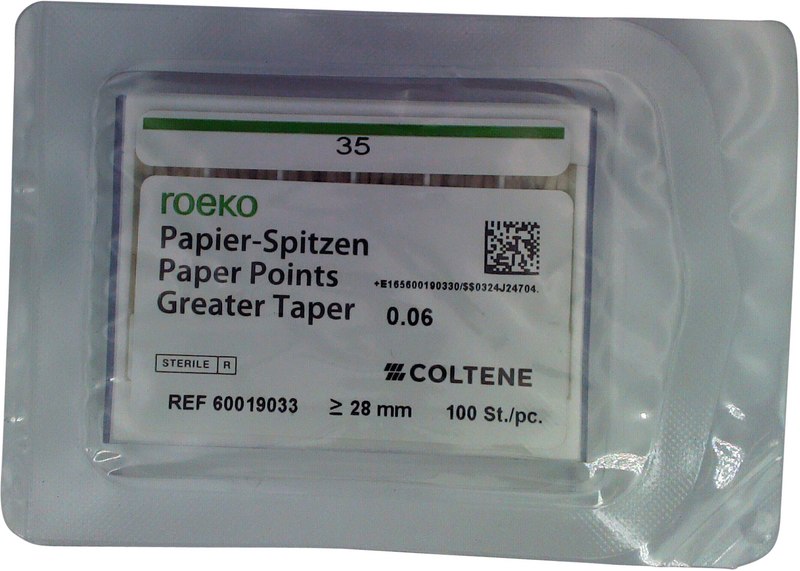 35
roeko
Papier-Spitzen
Paper Points
Greater Taper
+E165600190330/$$0324J24704.
0.06
STERILE R
COLTENE
REF 60019033 ≥ 28 mm 100 St./pc.